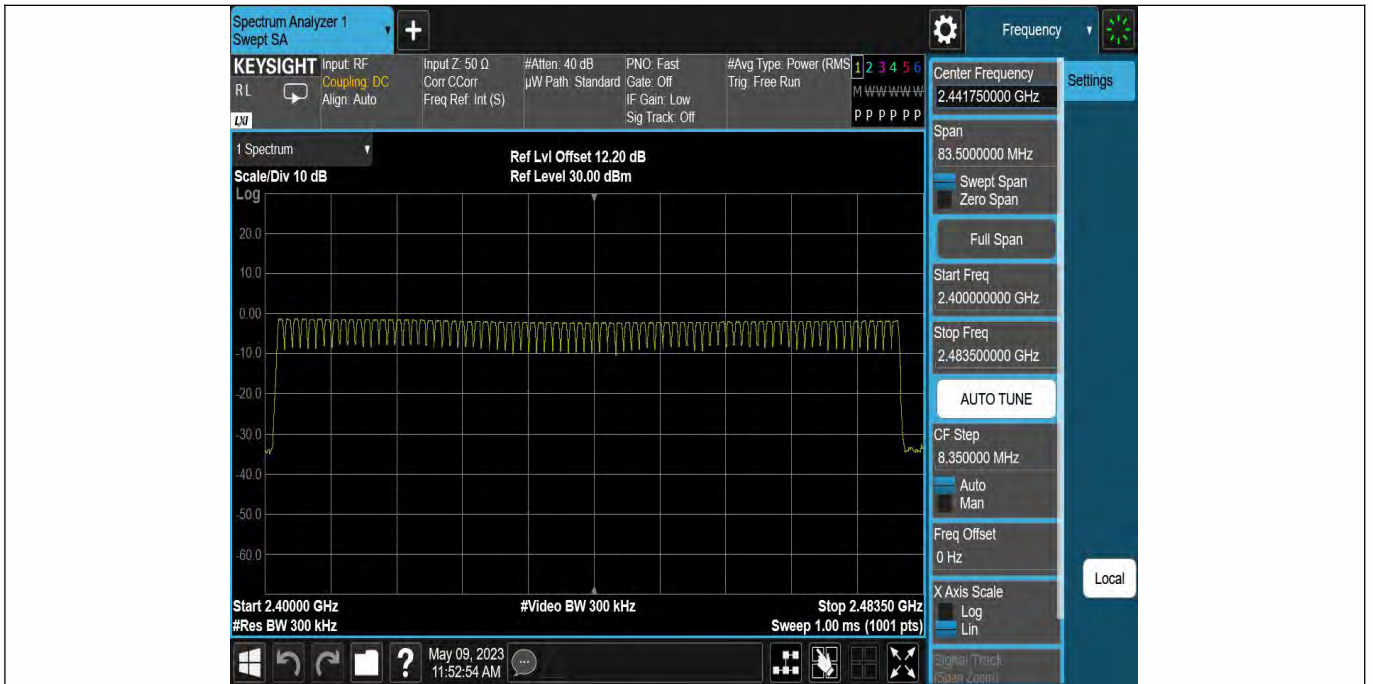 Spectrum Analyzer 1
Swept SA
+
Frequency
KEYSIGHT
RL
LXI
Input: RF
Coupling: DC
Align: Auto
Input Z: 50 Ω
Corr CCorr
Freq Ref: Int (S)
#Atten: 40 dB
µW Path: Standard
PNO: Fast
Gate: Off
IF Gain: Low
Sig Track: Off
#Avg Type: Power (RMS
Trig: Free Run
1 2 3 4 5 6
M W W W W W
P P P P P P
1 Spectrum
Scale/Div 10 dB
Ref Lvl Offset 12.20 dB
Ref Level 30.00 dBm
Log
20.0
10.0
0.00
-10.0
-20.0
-30.0
-40.0
-50.0
-60.0
Start 2.40000 GHz
#Res BW 300 kHz
#Video BW 300 kHz
Stop 2.48350 GHz
Sweep 1.00 ms (1001 pts)
Center Frequency
2.441750000 GHz
Settings
Span
83.5000000 MHz
Swept Span
Zero Span
Full Span
Start Freq
2.400000000 GHz
Stop Freq
2.483500000 GHz
AUTO TUNE
CF Step
8.350000 MHz
Auto
Man
Freq Offset
0 Hz
X Axis Scale
Log
Lin
Signal Track
(Span Zoom)
Local
?
May 09, 2023
11:52:54 AM